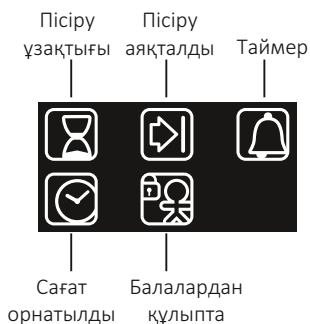 Пісіру
ұзақтығы
Пісіру
аяқталды
Таймер
Сағат
орнатылды
Балалардан
құлыпта